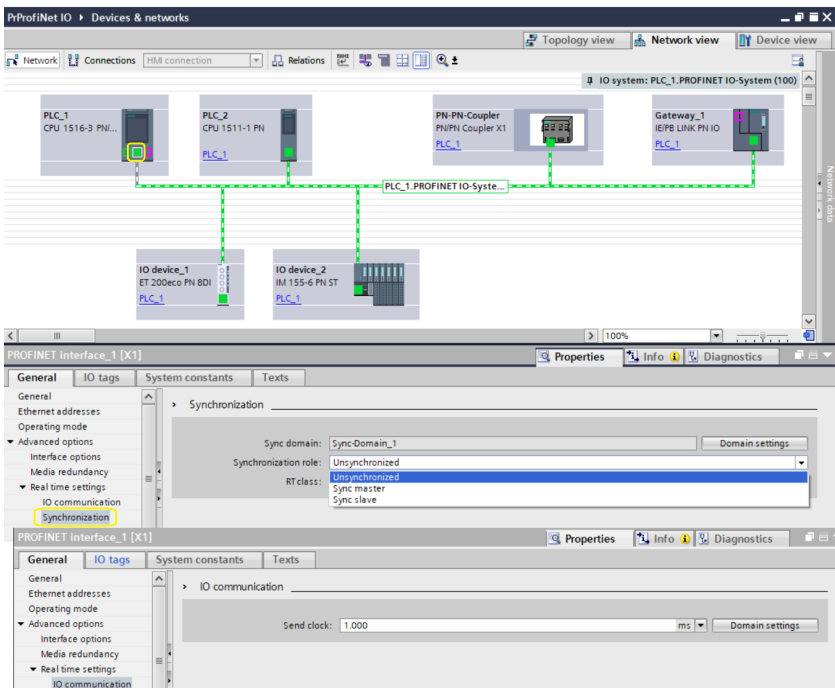 PrProfiNet IO ▸ Devices & networks
Topology view
Network view
Device view
Network
Connections
HMI connection
Relations
IO system: PLC_1.PROFINET IO-System (100)
PLC_1
CPU 1516-3 PN/...
PLC_2
CPU 1511-1 PN
PLC_1
PN-PN-Coupler
PN/PN Coupler X1
PLC_1
Gateway_1
IE/PB LINK PN IO
PLC_1
PLC_1.PROFINET IO-Syste...
Network data
IO device_1
ET 200eco PN 8DI
PLC_1
IO device_2
IM 155-6 PN ST
PLC_1
100%
PROFINET interface_1 [X1]
Properties
Info
Diagnostics
General
IO tags
System constants
Texts
General
Ethernet addresses
Operating mode
Advanced options
Interface options
Media redundancy
Real time settings
IO communication
Synchronization
Synchronization
Sync domain: Sync-Domain_1
Domain settings
Synchronization role: Unsynchronized
RT class:
Unsynchronized
Sync master
Sync slave
PROFINET interface_1 [X1]
Properties
Info
Diagnostics
General
IO tags
System constants
Texts
General
Ethernet addresses
Operating mode
Advanced options
Interface options
Media redundancy
Real time settings
IO communication
IO communication
Send clock: 1.000 ms
Domain settings